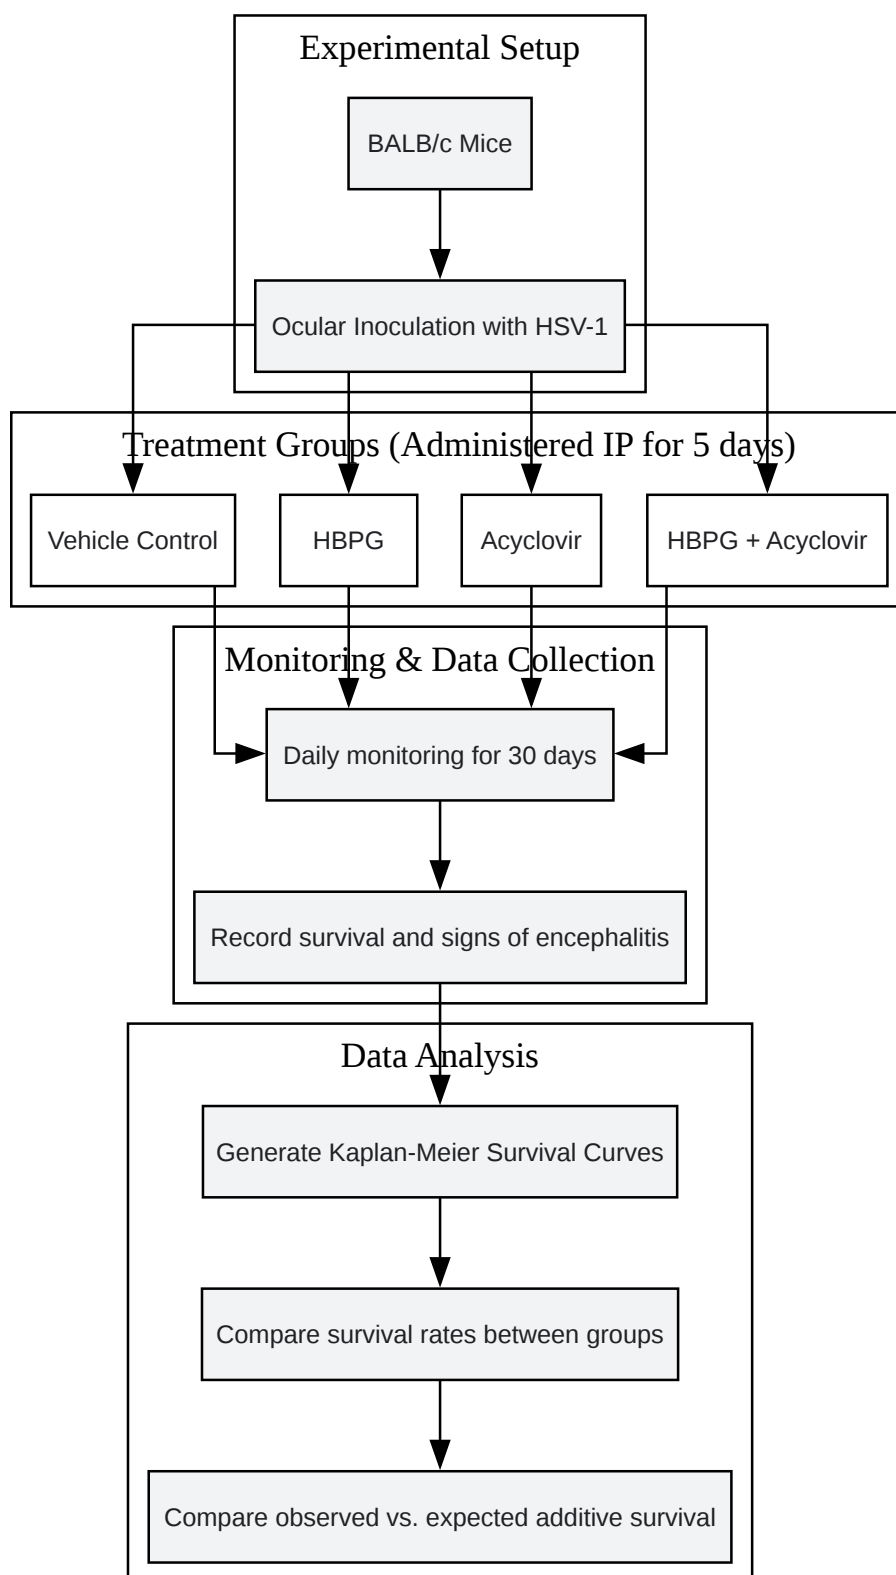 Experimental Setup
BALB/c Mice
Ocular Inoculation with HSV-1
Treatment Groups (Administered IP for 5 days)
Vehicle Control
HBPG
Acyclovir
HBPG + Acyclovir
Monitoring & Data Collection
Daily monitoring for 30 days
Record survival and signs of encephalitis
Data Analysis
Generate Kaplan-Meier Survival Curves
Compare survival rates between groups
Compare observed vs. expected additive survival